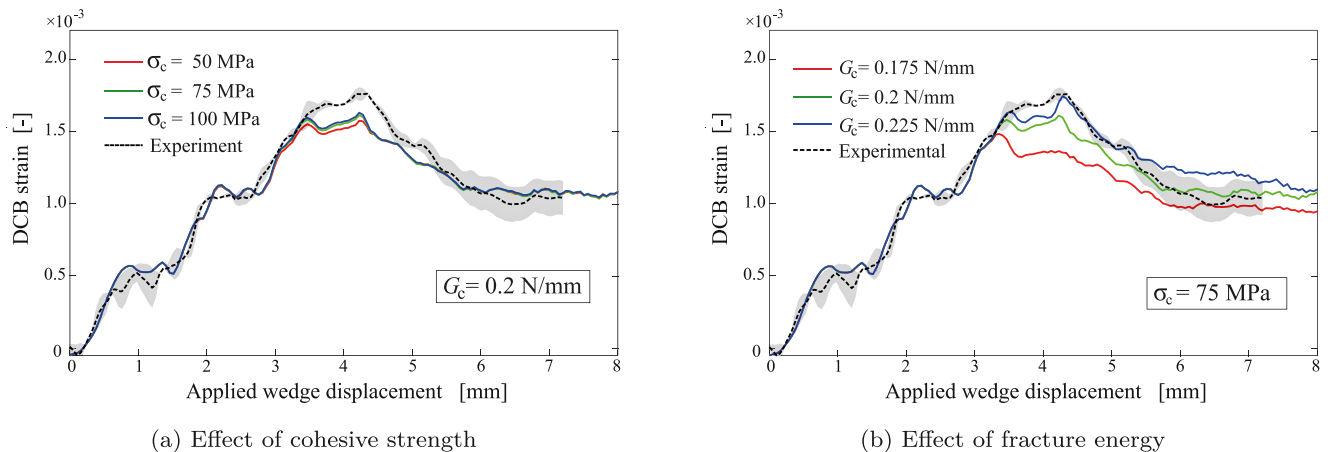 ×10⁻³
2.0
1.5
1.0
0.5
0
DCB strain [-]
σc = 50 MPa
σc = 75 MPa
σc = 100 MPa
Experiment
Gc= 0.2 N/mm
0 1 2 3 4 5 6 7 8
Applied wedge displacement [mm]
(a) Effect of cohesive strength
×10⁻³
2.0
1.5
1.0
0.5
0
DCB strain [-]
Gc= 0.175 N/mm
Gc= 0.2 N/mm
Gc= 0.225 N/mm
Experimental
σc = 75 MPa
0 1 2 3 4 5 6 7 8
Applied wedge displacement [mm]
(b) Effect of fracture energy